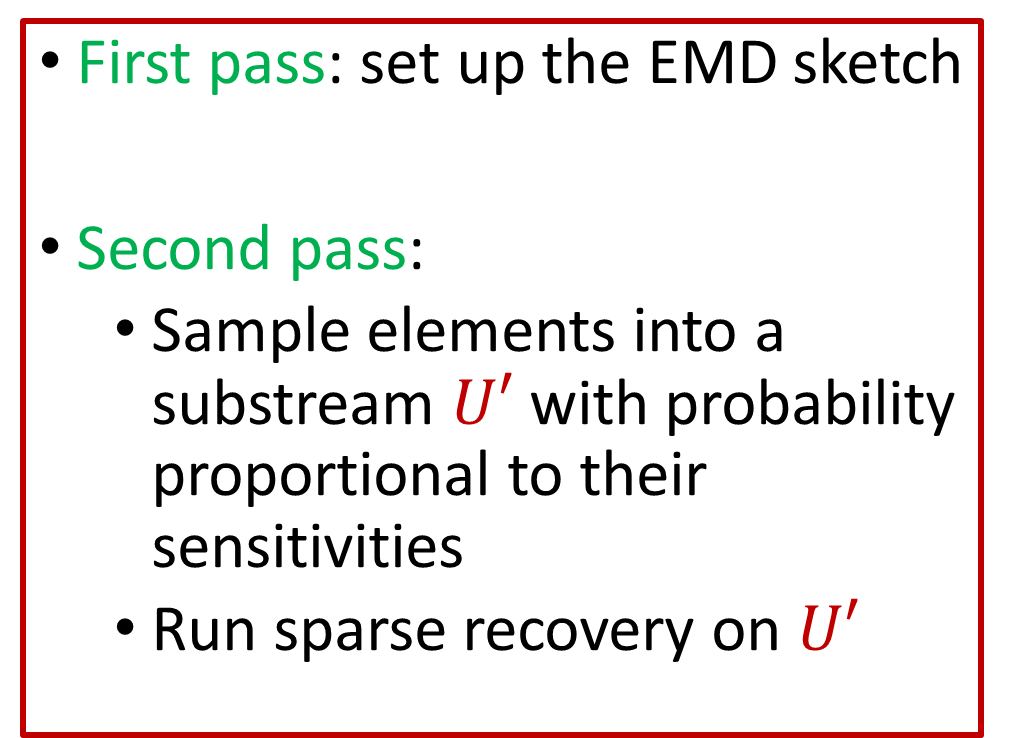 • First pass: set up the EMD sketch
• Second pass:
• Sample elements into a
substream U′ with probability
proportional to their
sensitivities
• Run sparse recovery on U′